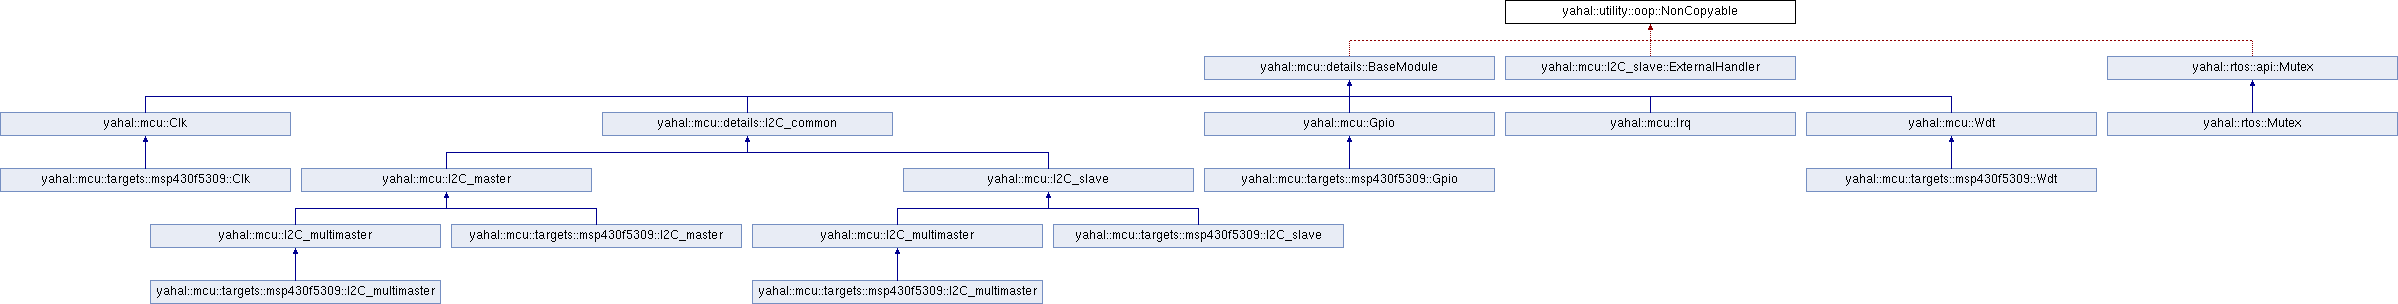 yahal::utility::oop::NonCopyable
yahal::mcu::details::BaseModule
yahal::mcu::I2C_slave::ExternalHandler
yahal::rtos::api::Mutex
yahal::mcu::Clk
yahal::mcu::details::I2C_common
yahal::mcu::Gpio
yahal::mcu::Irq
yahal::mcu::Wdt
yahal::rtos::Mutex
yahal::mcu::targets::msp430f5309::Clk
yahal::mcu::I2C_master
yahal::mcu::I2C_slave
yahal::mcu::targets::msp430f5309::Gpio
yahal::mcu::targets::msp430f5309::Wdt
yahal::mcu::I2C_multimaster
yahal::mcu::targets::msp430f5309::I2C_master
yahal::mcu::I2C_multimaster
yahal::mcu::targets::msp430f5309::I2C_slave
yahal::mcu::targets::msp430f5309::I2C_multimaster
yahal::mcu::targets::msp430f5309::I2C_multimaster